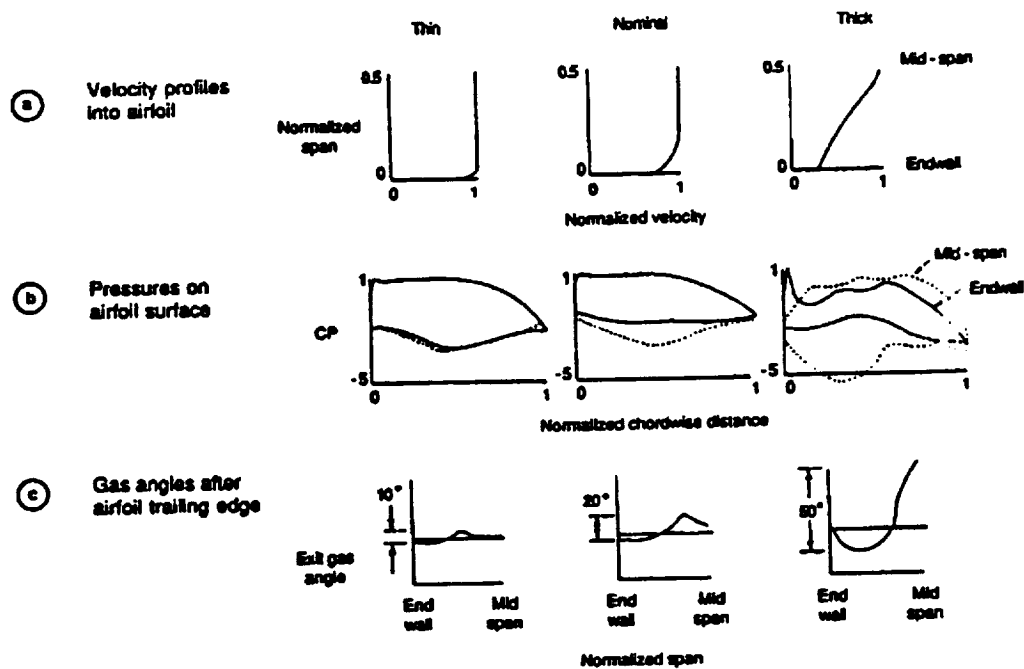 Thin
Nominal
Thick
a
Velocity profiles
into airfoil
Normalized
span
0.5
0
0
1
0.5
0
0
1
0.5
0
0
1
Mid - span
Endwall
Normalized velocity
b
Pressures on
airfoil surface
CP
1
-5
0
1
1
-5
0
1
1
-5
0
1
Mid - span
Endwall
Normalized chordwise distance
c
Gas angles after
airfoil trailing edge
Exit gas
angle
10°
20°
50°
End
wall
Mid
span
End
wall
Mid
span
End
wall
Mid
span
Normalized span